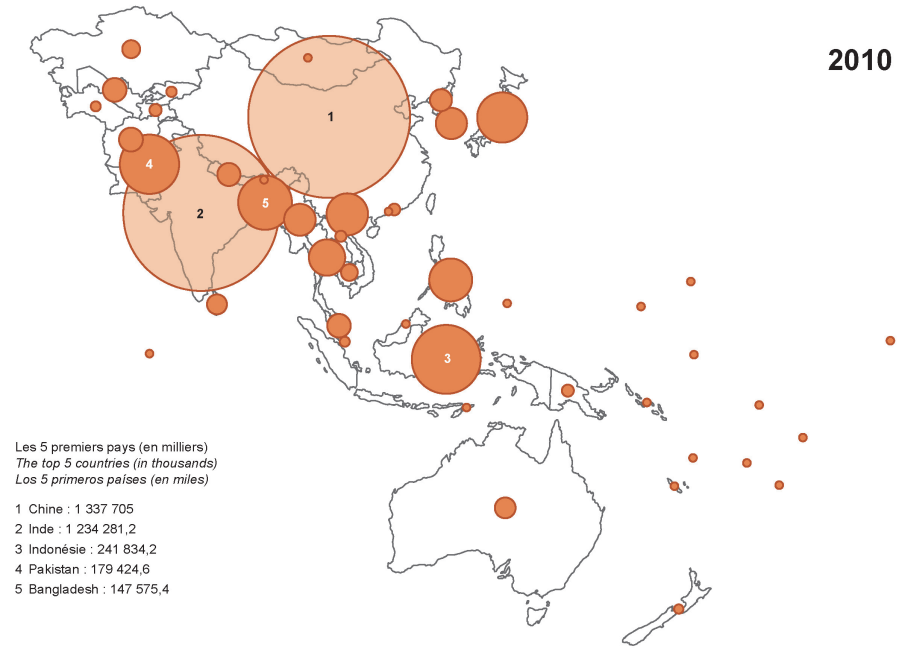 2010
1
4
2
5
3
Les 5 premiers pays (en milliers)
The top 5 countries (in thousands)
Los 5 primeros países (en miles)
1 Chine : 1 337 705
2 Inde : 1 234 281,2
3 Indonésie : 241 834,2
4 Pakistan : 179 424,6
5 Bangladesh : 147 575,4